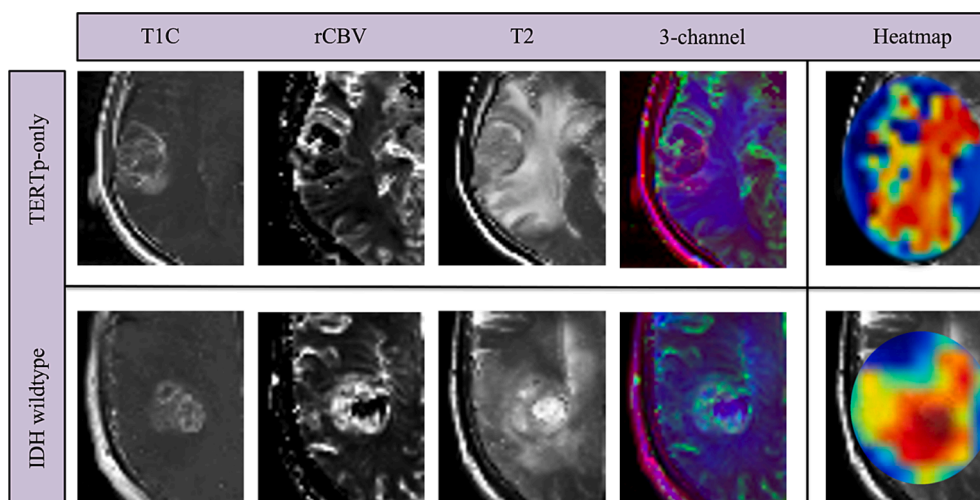 T1C
rCBV
T2
3-channel
Heatmap
TERTp-only
IDH wildtype